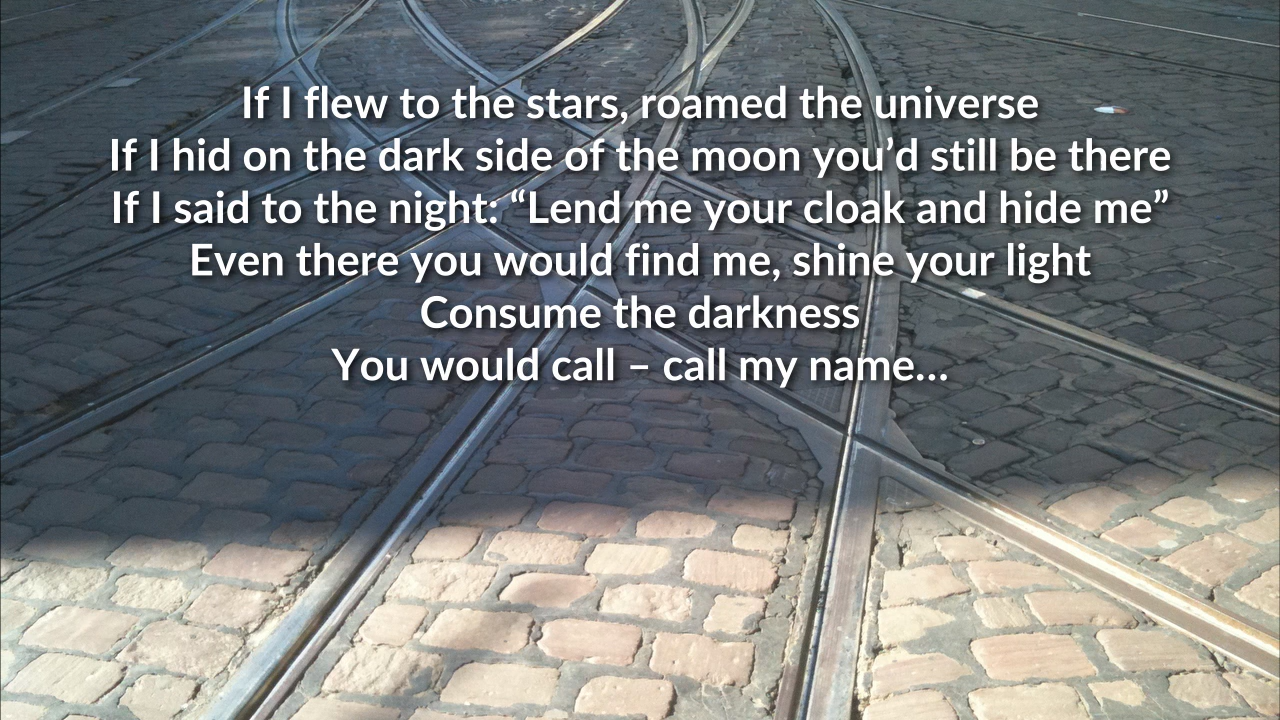 If I flew to the stars, roamed the universe
If I hid on the dark side of the moon you’d still be there
If I said to the night: “Lend me your cloak and hide me”
Even there you would find me, shine your light
Consume the darkness
You would call – call my name…